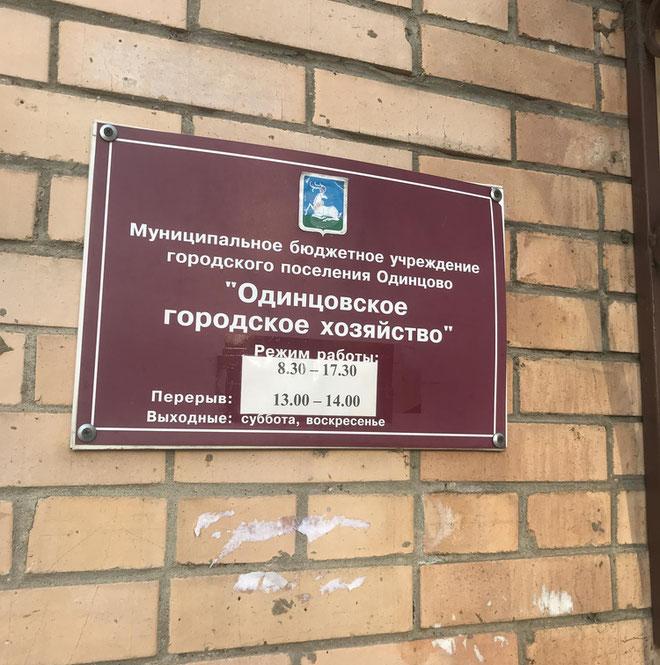 Муниципальное бюджетное учреждение
городского поселения Одинцово
"Одинцовское
городское хозяйство"
Режим работы:
8.30 – 17.30
Перерыв: 13.00 – 14.00
Выходные: суббота, воскресенье